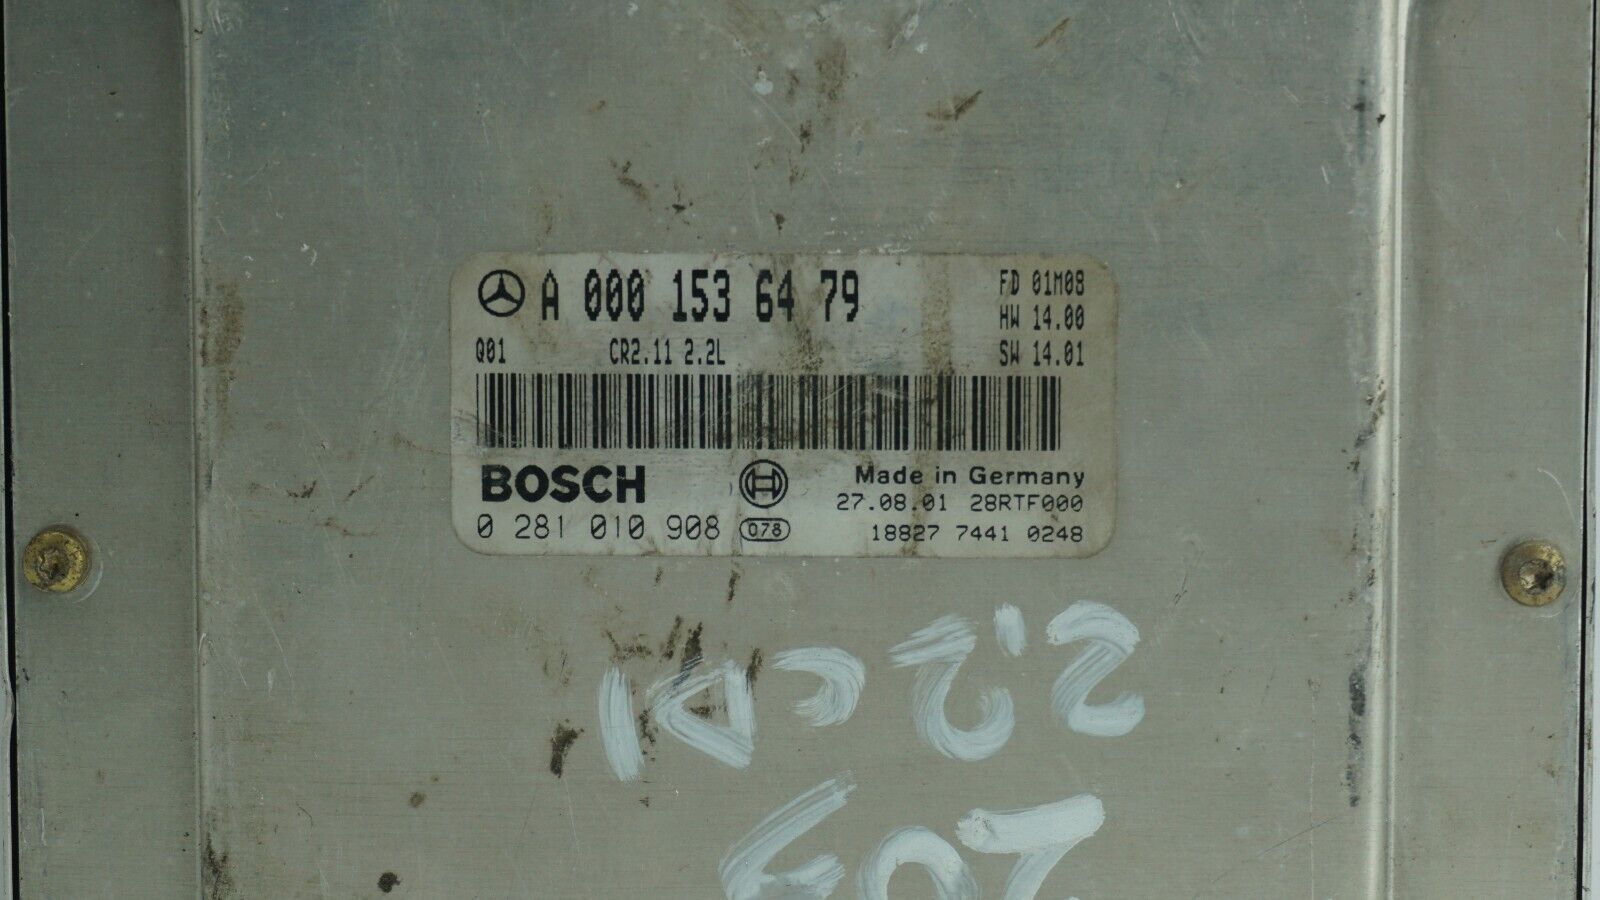 A 000 153 64 79
FD 01M08
HW 14.00
Q01 CR2.11 2.2L SW 14.01
BOSCH
Made in Germany
27.08.01 28RTF000
0 281 010 908 078 18827 7441 0248
2.2 CDI